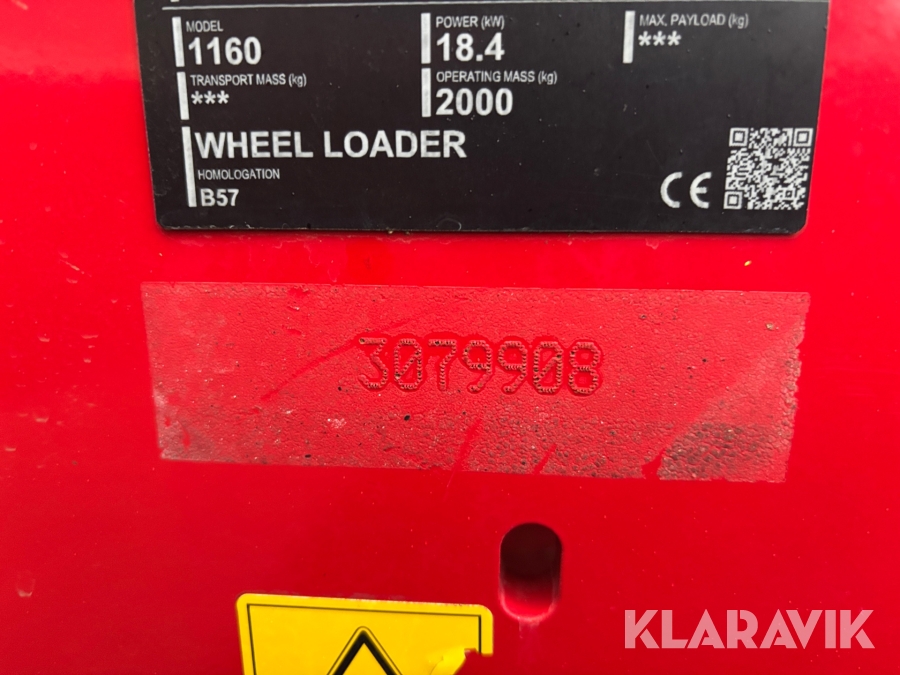 MODEL
1160
POWER (kW)
18.4
MAX. PAYLOAD (kg)
***
TRANSPORT MASS (kg)
***
OPERATING MASS (kg)
2000
WHEEL LOADER
HOMOLOGATION
B57
CE
3079908
KLARAVIK